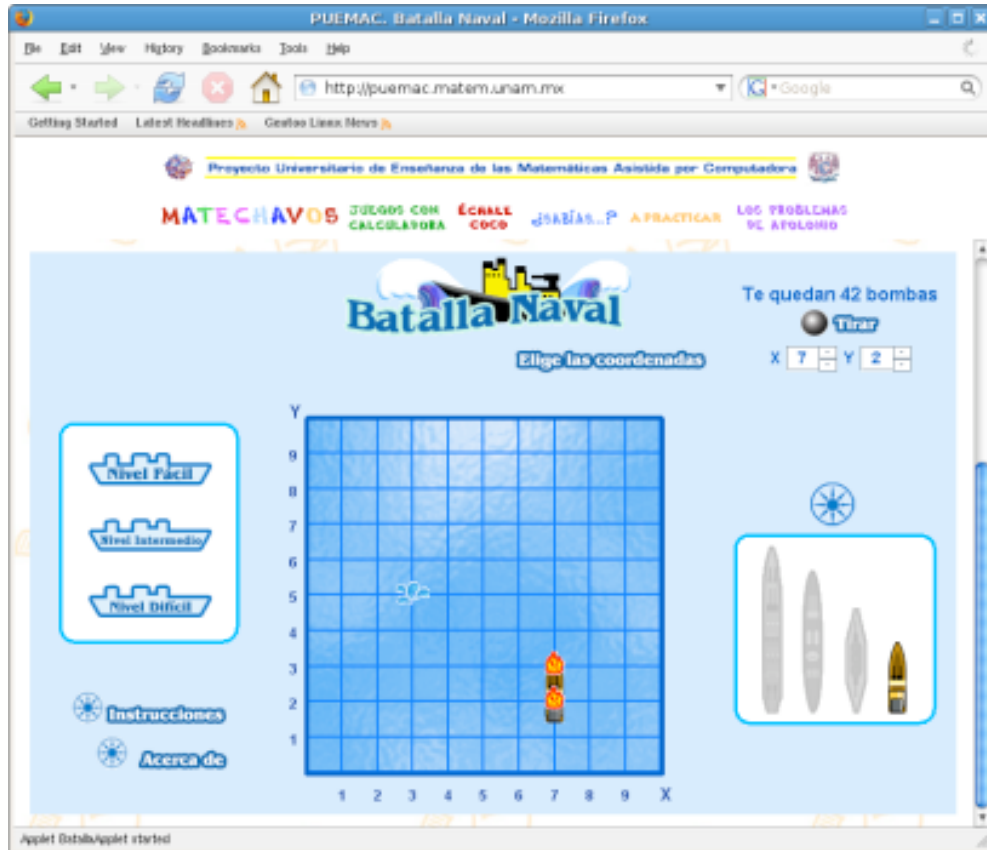 PUEMAC. Batalla Naval - Mozilla Firefox
File Edit View History Bookmarks Tools Help
http://puemac.matem.unam.mx
Google
Getting Started Latest Headlines Gentoo Linux News
Proyecto Universitario de Enseñanza de las Matemáticas Asistida por Computadora
MATECHAVOS JUEGOS CON CALCULADORA ÉCHALE COCO ¿SABÍAS...? A PRACTICAR LOS PROBLEMAS DE APOLONIO
Batalla Naval
Te quedan 42 bombas
Tirar
Elige las coordenadas
X 7 Y 2
Nivel Fácil
Nivel Intermedio
Nivel Difícil
Instrucciones
Acerca de
Y
9
8
7
6
5
4
3
2
1
1 2 3 4 5 6 7 8 9 X
Applet BatallaApplet started